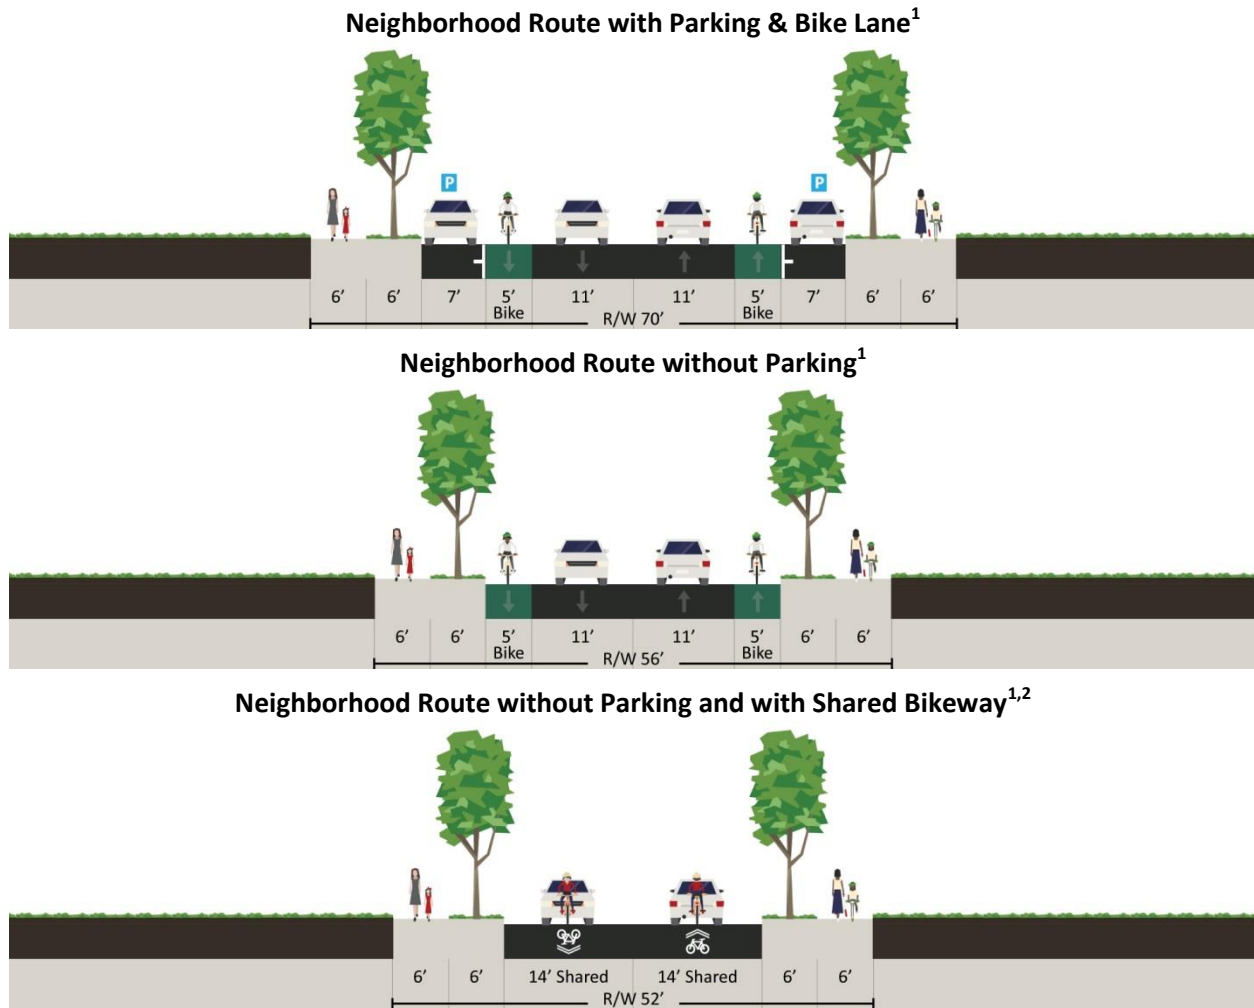 Neighborhood Route with Parking & Bike Lane1
P
P
6’ 6’ 7’ 5’ 11’ 11’ 5’ 7’ 6’ 6’
Bike Bike
R/W 70’
Neighborhood Route without Parking1
6’ 6’ 5’ 11’ 11’ 5’ 6’ 6’
Bike Bike
R/W 56’
Neighborhood Route without Parking and with Shared Bikeway1,2
6’ 6’ 14’ Shared 14’ Shared 6’ 6’
R/W 52’